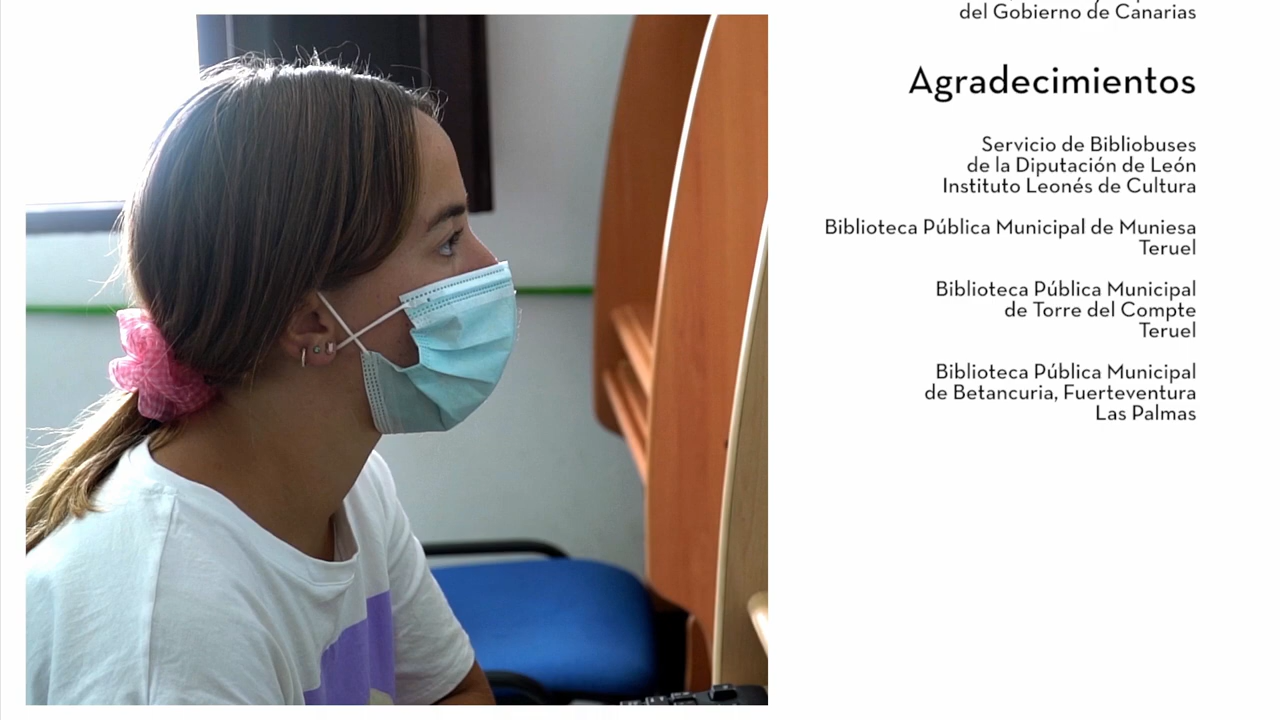 del Gobierno de Canarias
Agradecimientos
Servicio de Bibliobuses
de la Diputación de León
Instituto Leonés de Cultura
Biblioteca Pública Municipal de Muniesa
Teruel
Biblioteca Pública Municipal
de Torre del Compte
Teruel
Biblioteca Pública Municipal
de Betancuria, Fuerteventura
Las Palmas